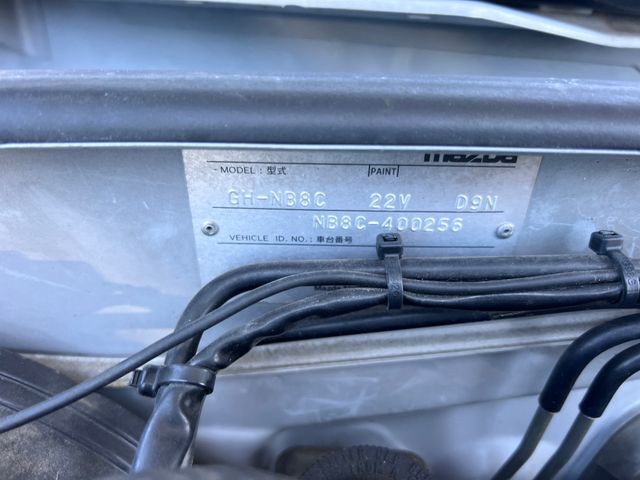 mazda
MODEL: 型式 PAINT
GH-NB8C 22V D9N
NB8C-400256
VEHICLE ID. NO.: 車台番号